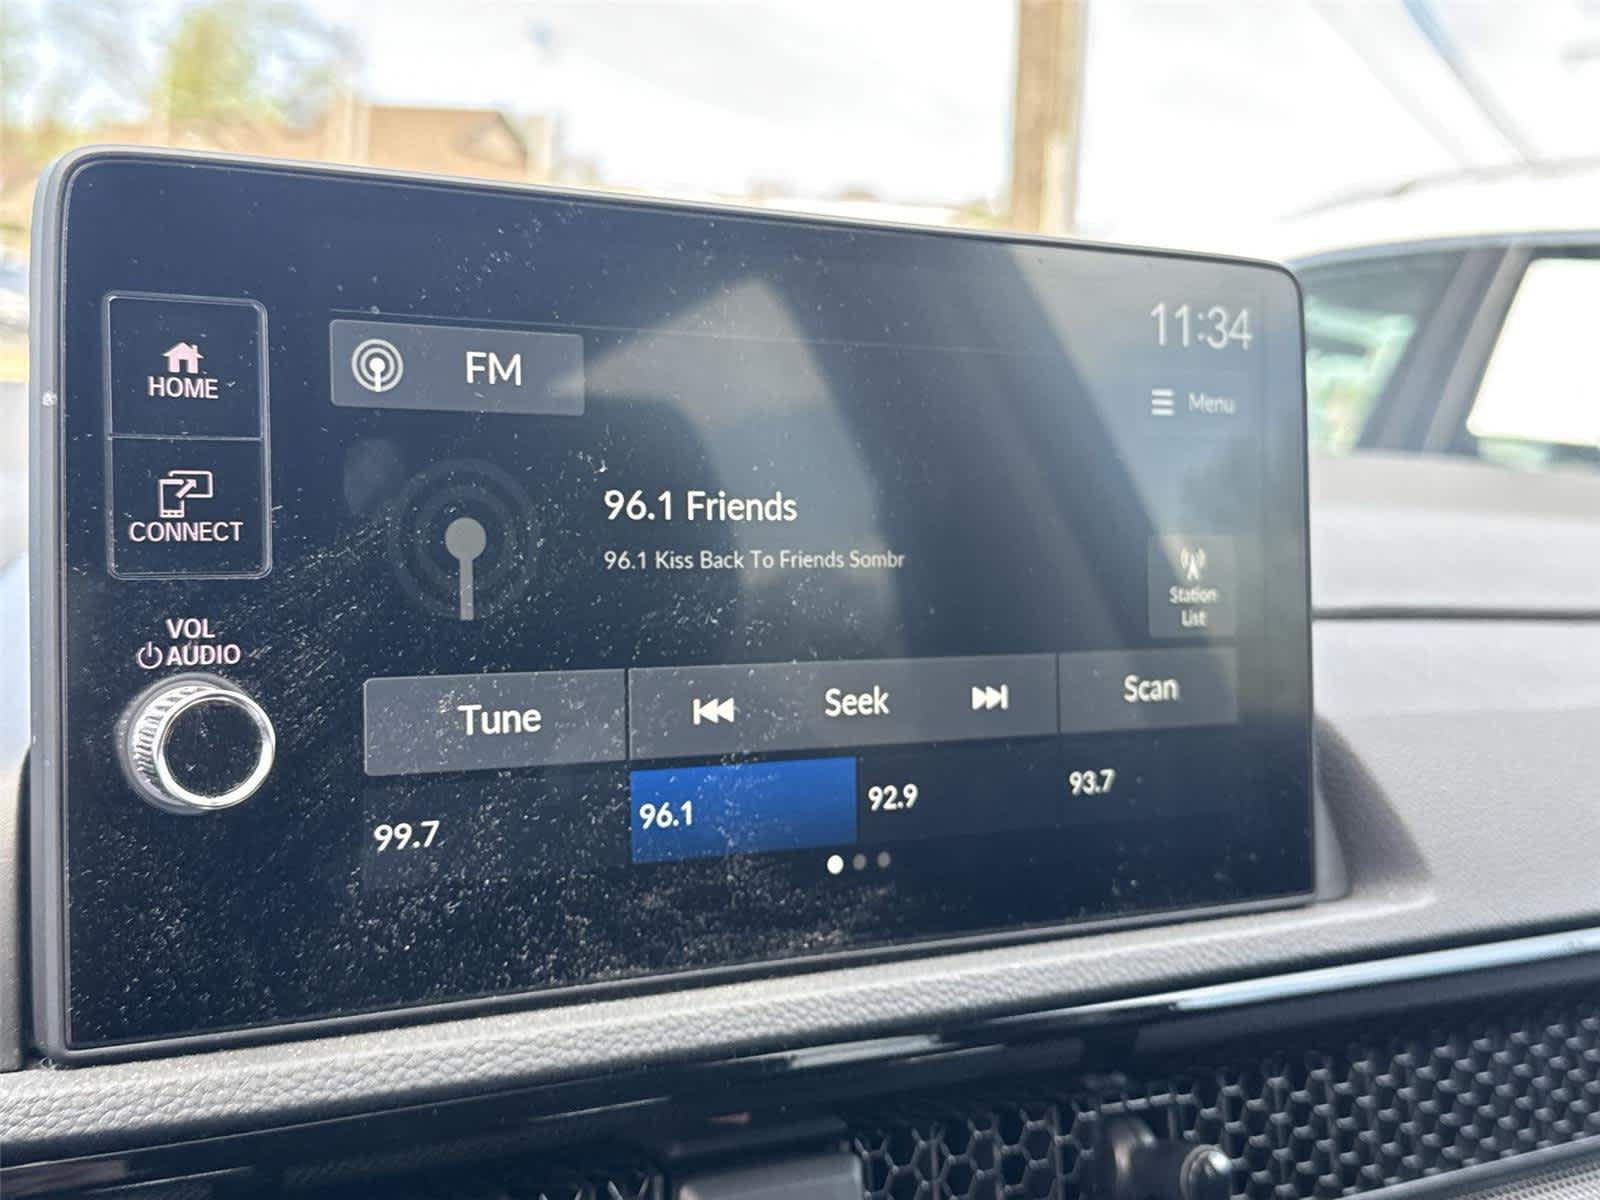 HOME
CONNECT
VOL
AUDIO
FM
11:34
Menu
96.1 Friends
96.1 Kiss Back To Friends Sombr
Station
List
Tune
Seek
Scan
99.7
96.1
92.9
93.7